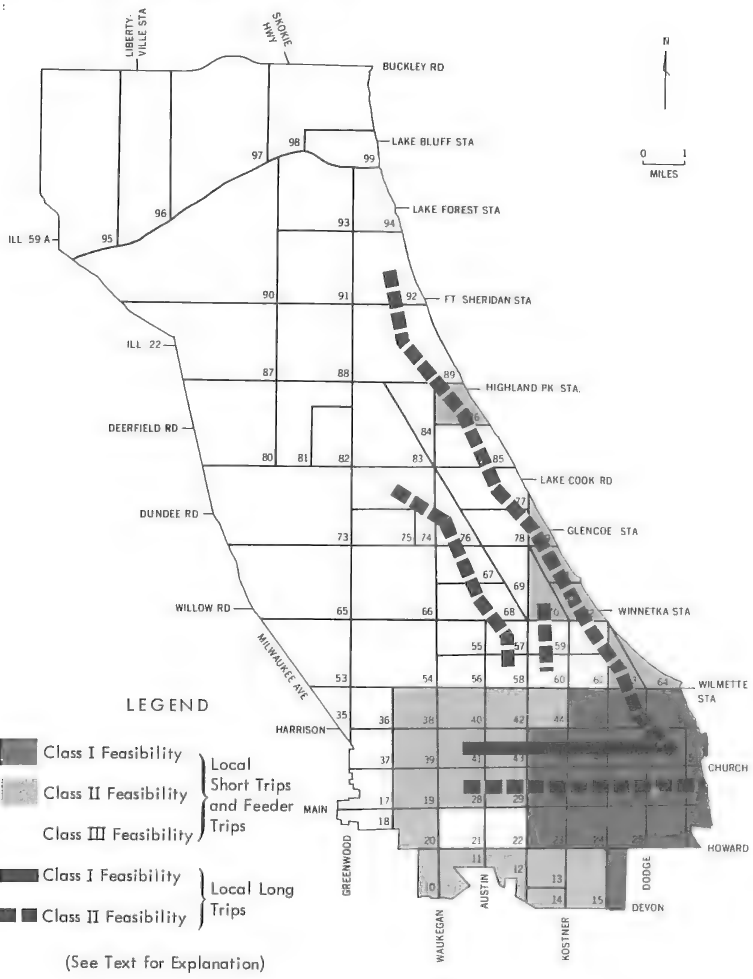 LIBERTY-
VILLE STA
SKOKIE
HWY
BUCKLEY RD
N
0 1
MILES
98
LAKE BLUFF STA
97
99
96
LAKE FOREST STA
93
94
ILL 59 A
95
90
91
92
FT SHERIDAN STA
ILL 22
87
88
89
HIGHLAND PK STA.
84
DEERFIELD RD
80
81
82
83
85
LAKE COOK RD
77
DUNDEE RD
GLENCOE STA
73
75
74
76
78
67
69
WILLOW RD
65
66
68
WINNETKA STA
55
57
59
MILWAUKEE AVE
53
54
56
58
60
64
WILMETTE
STA
LEGEND
35
36
38
40
42
44
HARRISON
Class I Feasibility
Class II Feasibility
Class III Feasibility
Local
Short Trips
and Feeder
Trips
37
39
41
43
CHURCH
MAIN
17
19
28
29
18
20
21
22
23
24
25
HOWARD
Class I Feasibility
Class II Feasibility
Local Long
Trips
GREENWOOD
10
11
12
13
14
15
DODGE
DEVON
WAUKEGAN
AUSTIN
KOSTNER
(See Text for Explanation)